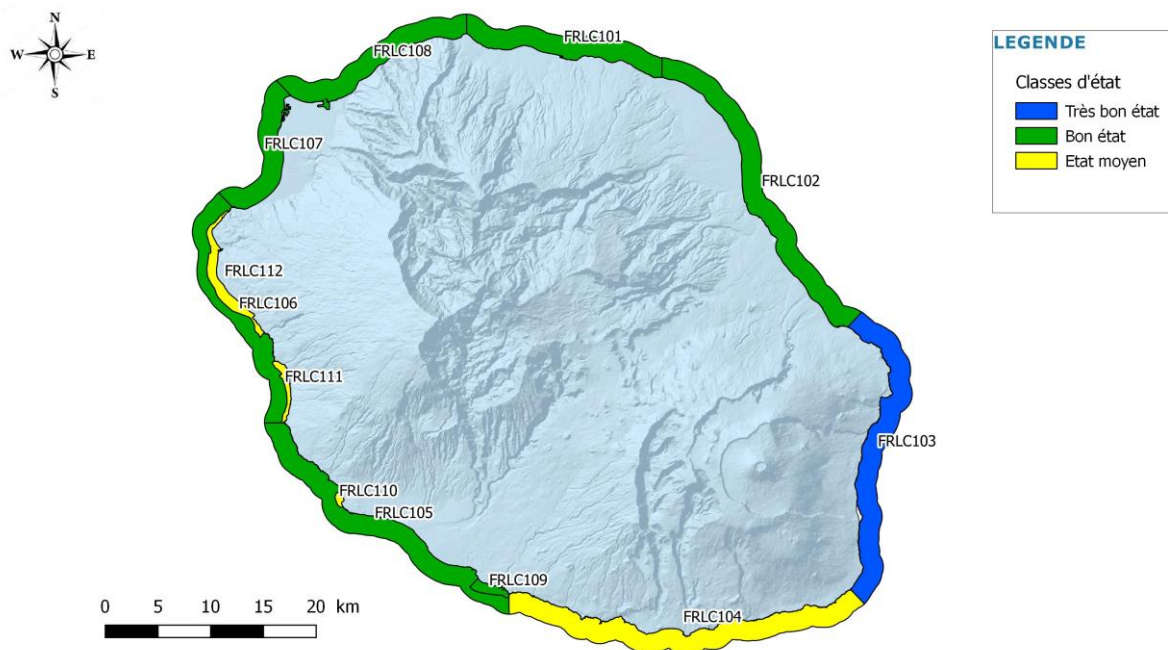 N
W E
S
FRLC108
FRLC101
LEGENDE
Classes d'état
Très bon état
Bon état
Etat moyen
FRLC107
FRLC102
FRLC112
FRLC106
FRLC111
FRLC103
FRLC110
FRLC105
FRLC109
FRLC104
0 5 10 15 20 km